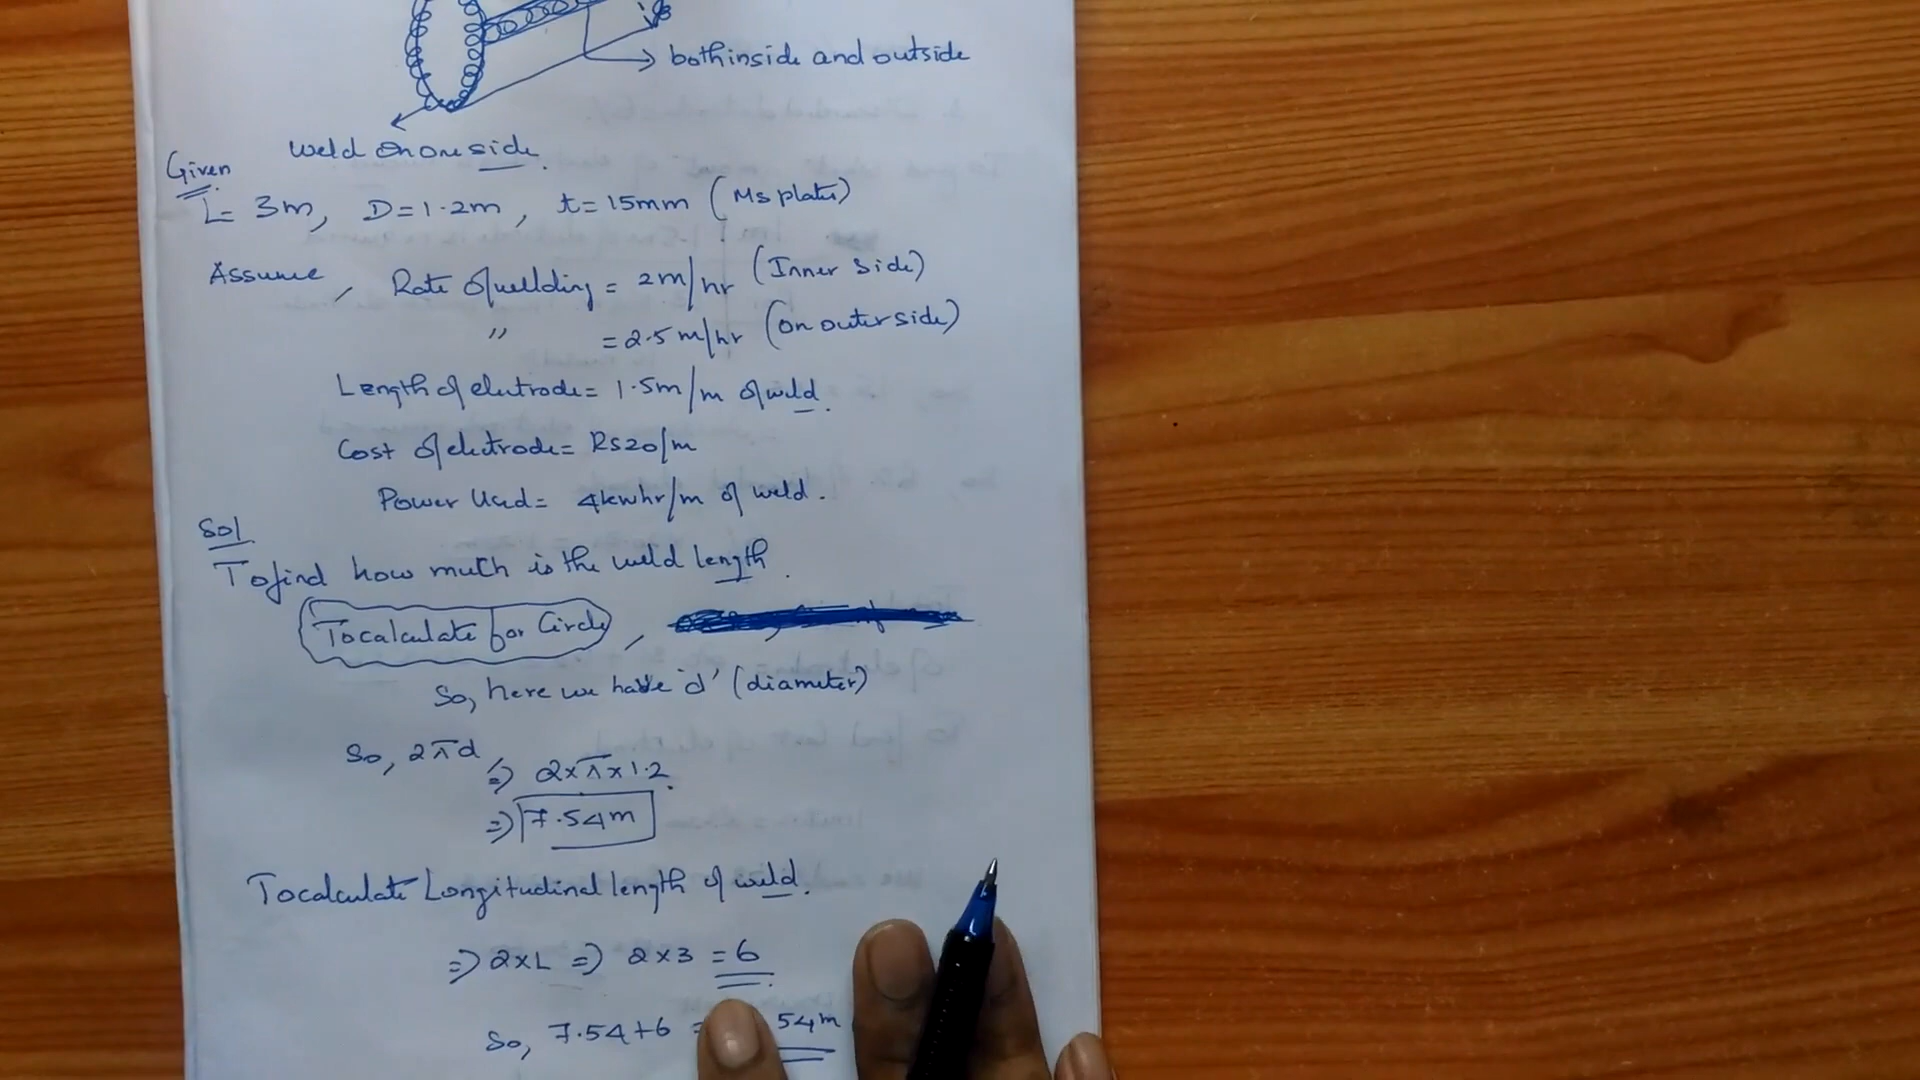 both inside and outside
Weld on one side.
Given
L = 3m, D = 1.2m, t = 15mm (Ms plates)
Assume, Rate of wellding = 2m/hr (Inner side)
" = 2.5 m/hr (on outer side)
Length of electrode = 1.5m/m of weld.
Cost of electrode = RS20/m
Power Used = 4kwhr/m of weld.
Sol
To find how much is the weld length.
To calculate for Circle,
So, here we have 'd' (diameter)
So, 2πd,
=> 2×π×1.2.
=> 7.54m
To calculate Longitudinal length of weld.
=> 2×L => 2×3 = 6
So, 7.54+6 = 54m